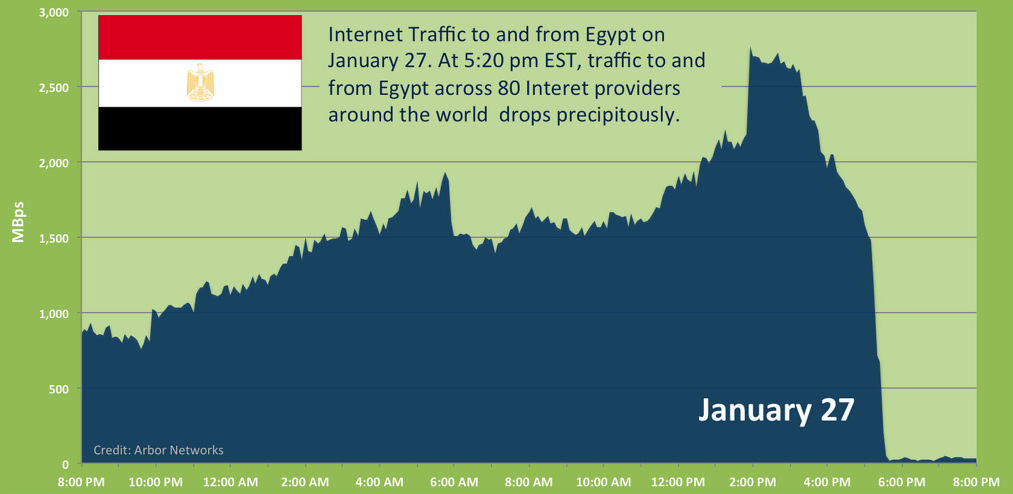 3,000
Internet Traffic to and from Egypt on
January 27. At 5:20 pm EST, traffic to and
2,500
from Egypt across 80 Interet providers
around the world drops precipitously.
2,000
MBps
1,500
1,000
500
January 27
Credit: Arbor Networks
0
8:00 PM 10:00 PM 12:00 AM 2:00 AM 4:00 AM 6:00 AM 8:00 AM 10:00 AM 12:00 PM 2:00 PM 4:00 PM 6:00 PM 8:00 PM